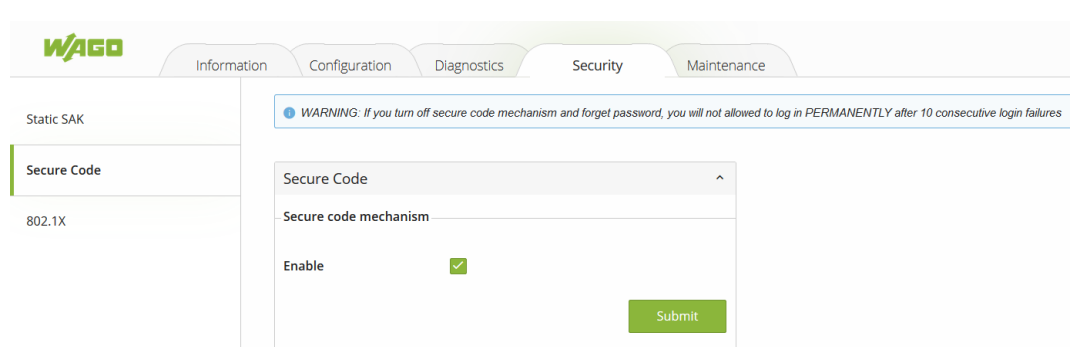 WAGO
Information Configuration Diagnostics Security Maintenance
Static SAK
WARNING: If you turn off secure code mechanism and forget password, you will not allowed to log in PERMANENTLY after 10 consecutive login failures
Secure Code
Secure Code
Secure code mechanism
802.1X
Enable
Submit